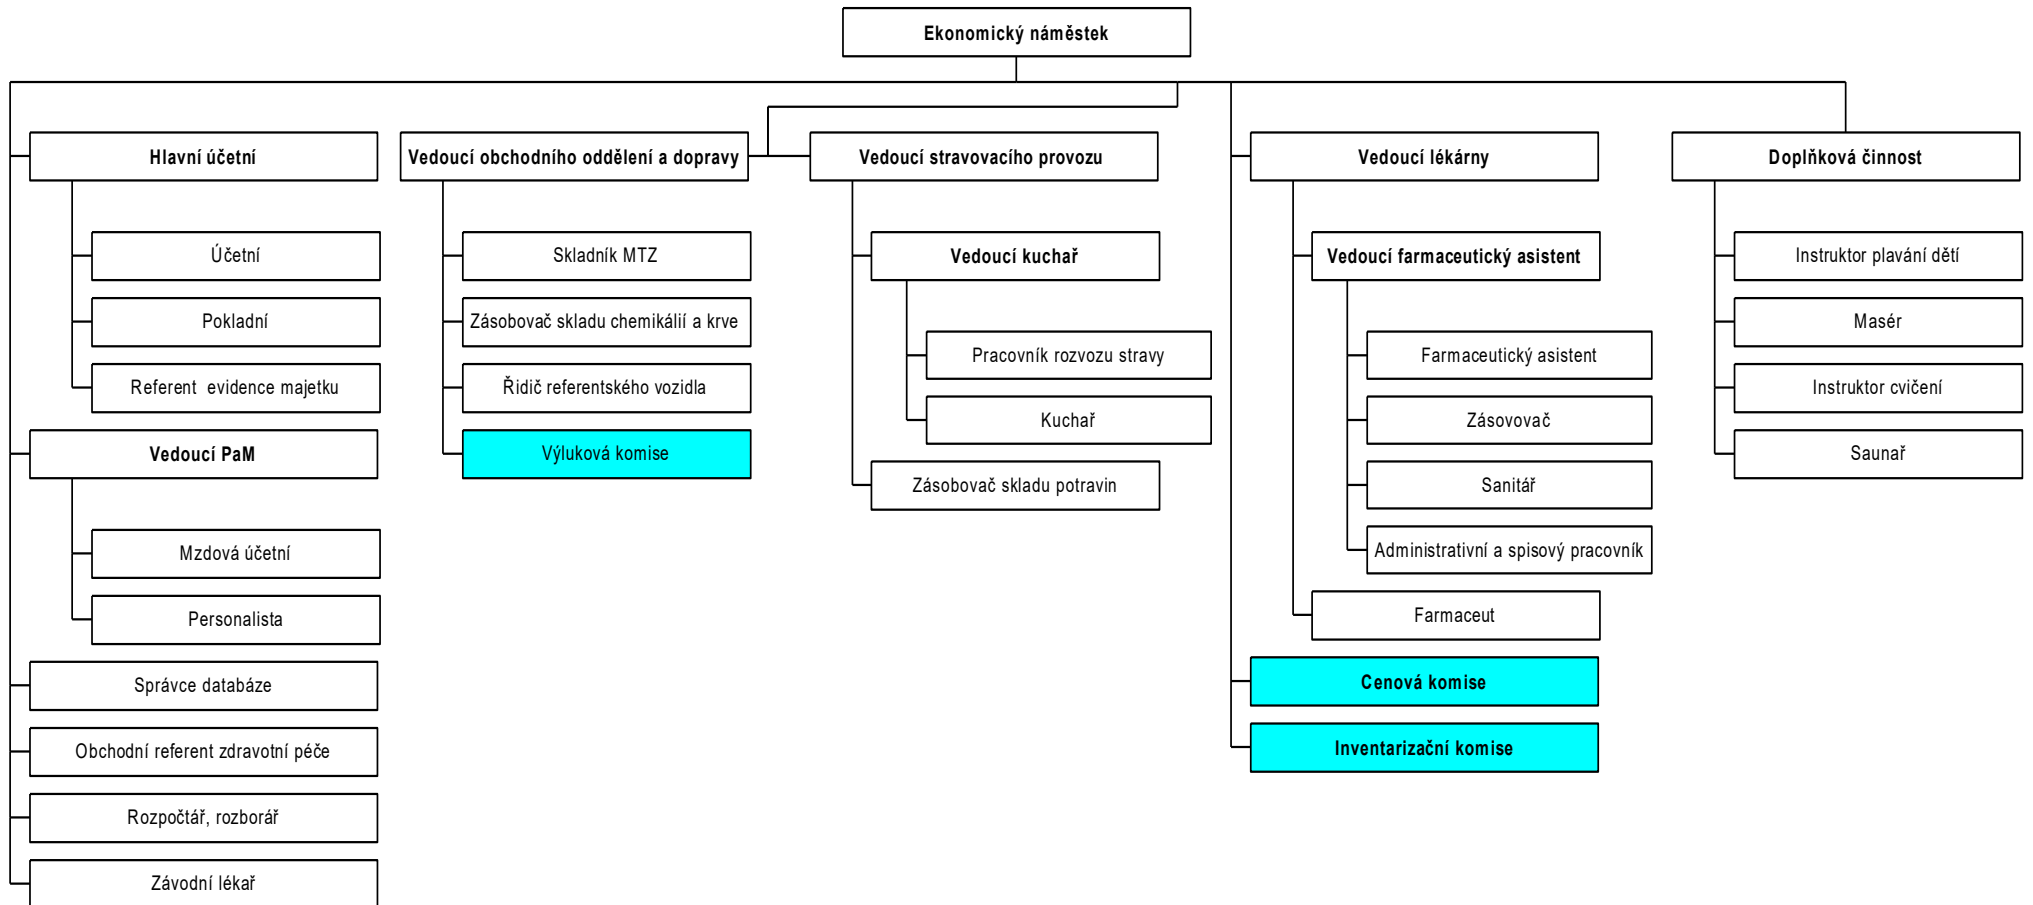 Ekonomický náměstek
Hlavní účetní
Účetní
Pokladní
Referent  evidence majetku
Vedoucí PaM
Mzdová účetní
Personalista
Správce databáze
Obchodní referent zdravotní péče
Rozpočtář, rozborář
Závodní lékař
Vedoucí obchodního oddělení a dopravy
Skladník MTZ
Zásobovač skladu chemikálií a krve
Řidič referentského vozidla
Výluková komise
Vedoucí stravovacího provozu
Vedoucí kuchař
Pracovník rozvozu stravy
Kuchař
Zásobovač skladu potravin
Vedoucí lékárny
Vedoucí farmaceutický asistent
Farmaceutický asistent
Zásovovač
Sanitář
Administrativní a spisový pracovník
Farmaceut
Cenová komise
Inventarizační komise
Doplňková činnost
Instruktor plavání dětí
Masér
Instruktor cvičení
Saunař